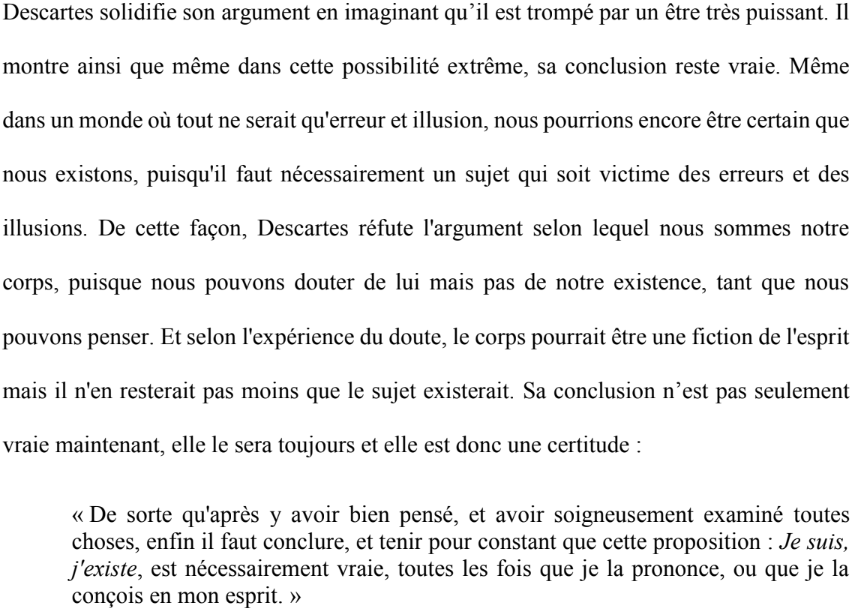 Descartes solidifie son argument en imaginant qu’il est trompé par un être très puissant. Il
montre ainsi que même dans cette possibilité extrême, sa conclusion reste vraie. Même
dans un monde où tout ne serait qu'erreur et illusion, nous pourrions encore être certain que
nous existons, puisqu'il faut nécessairement un sujet qui soit victime des erreurs et des
illusions. De cette façon, Descartes réfute l'argument selon lequel nous sommes notre
corps, puisque nous pouvons douter de lui mais pas de notre existence, tant que nous
pouvons penser. Et selon l'expérience du doute, le corps pourrait être une fiction de l'esprit
mais il n'en resterait pas moins que le sujet existerait. Sa conclusion n’est pas seulement
vraie maintenant, elle le sera toujours et elle est donc une certitude :
« De sorte qu'après y avoir bien pensé, et avoir soigneusement examiné toutes
choses, enfin il faut conclure, et tenir pour constant que cette proposition : Je suis,
j'existe, est nécessairement vraie, toutes les fois que je la prononce, ou que je la
conçois en mon esprit. »